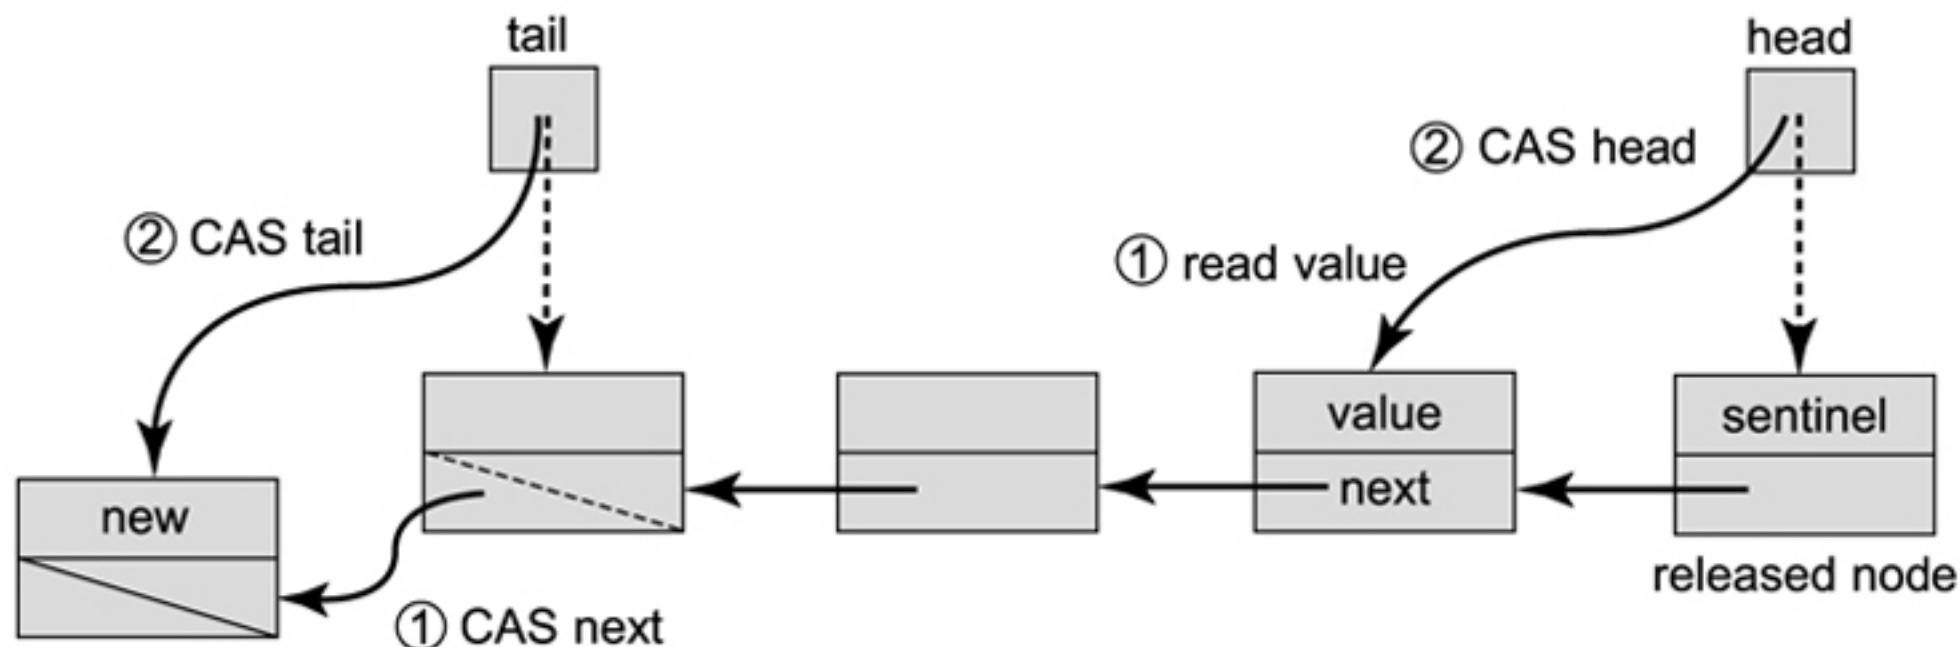 tail
head
② CAS head
② CAS tail
① read value
value
sentinel
next
new
released node
① CAS next